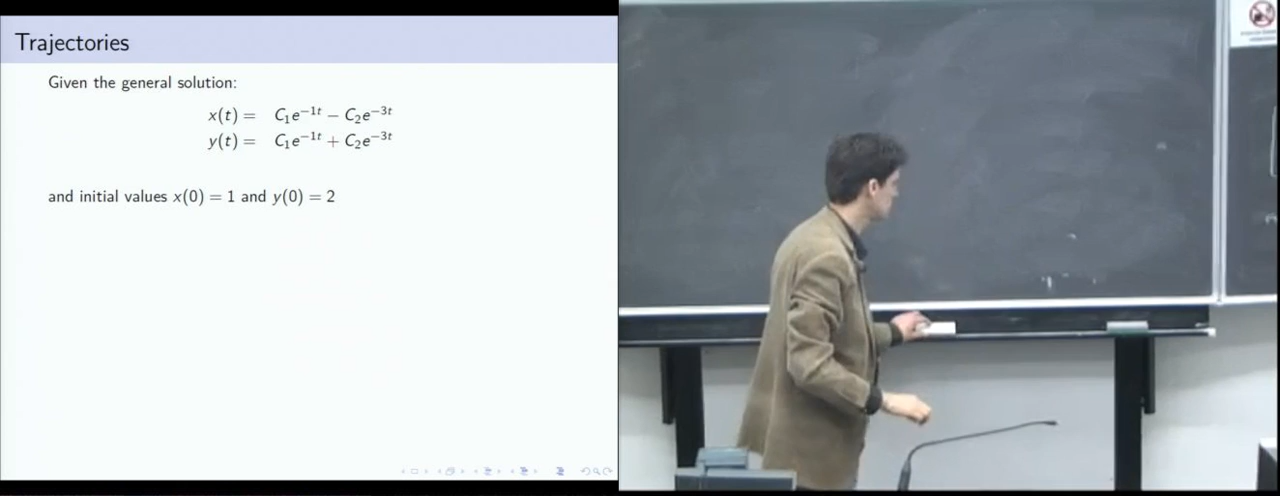 Trajectories
Given the general solution:
x(t) = C₁e⁻¹ᵗ − C₂e⁻³ᵗ
y(t) = C₁e⁻¹ᵗ + C₂e⁻³ᵗ
and initial values x(0) = 1 and y(0) = 2